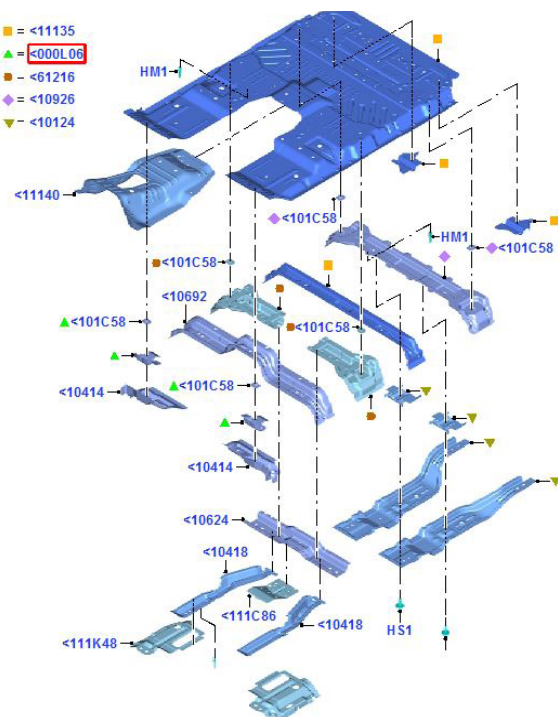 = <11135
= <000L06
= <61216
= <10926
= <10124
HM1
<11140
<101C58
HM1
<101C58
<101C58
<10692
<101C58
<101C58
<101C58
<10414
<10414
<10624
<10418
<111C86
<10418
HS1
<111K48